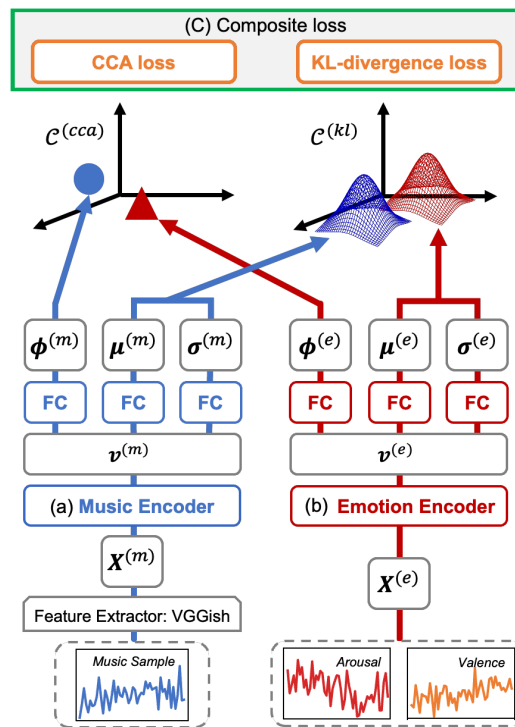 (C) Composite loss
CCA loss KL-divergence loss
𝒞^(cca) 𝒞^(kl)
ϕ^(m) μ^(m) σ^(m) ϕ^(e) μ^(e) σ^(e)
FC FC FC FC FC FC
v^(m) v^(e)
(a) Music Encoder (b) Emotion Encoder
X^(m) X^(e)
Feature Extractor: VGGish
Music Sample Arousal Valence